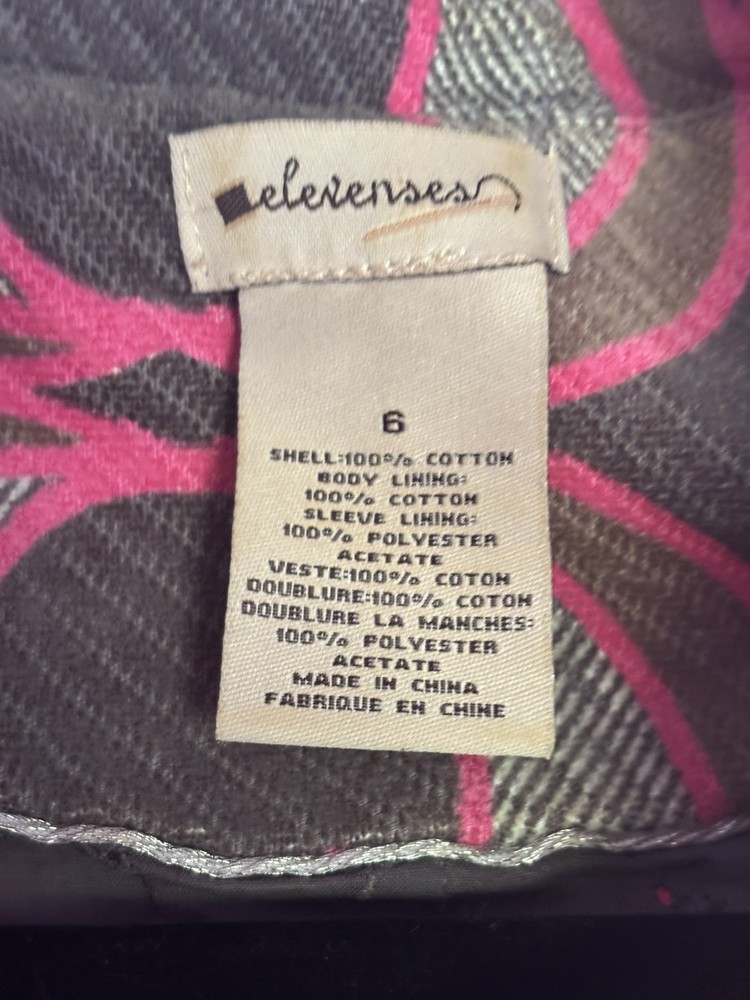 elevenses
6
SHELL:100% COTTON
BODY LINING:
100% COTTON
SLEEVE LINING:
100% POLYESTER
ACETATE
VESTE:100% COTON
DOUBLURE:100% COTON
DOUBLURE LA MANCHES:
100% POLYESTER
ACETATE
MADE IN CHINA
FABRIQUE EN CHINE